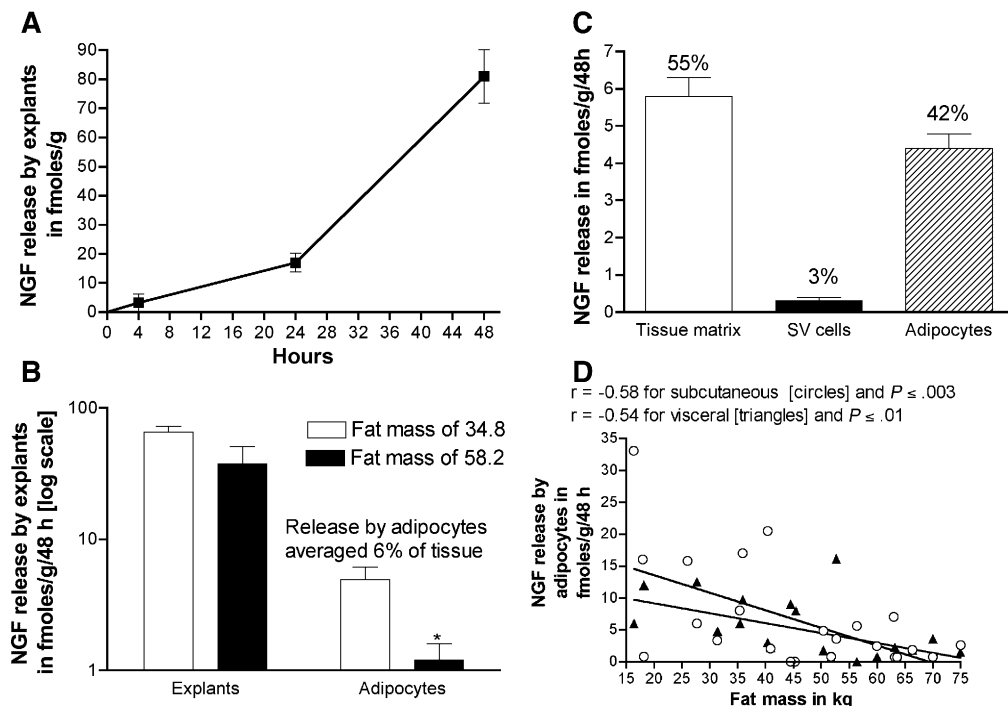 A
NGF release by explants
in fmoles/g
90
80
70
60
50
40
30
20
10
0
0 4 8 12 16 20 24 28 32 36 40 44 48
Hours
B
NGF release by explants
in fmoles/g/48 h [log scale]
100
10
1
Fat mass of 34.8
Fat mass of 58.2
Release by adipocytes
averaged 6% of tissue
*
Explants Adipocytes
C
NGF release in fmoles/g/48h
7
6
5
4
3
2
1
0
55%
3%
42%
Tissue matrix SV cells Adipocytes
D
r = -0.58 for subcutaneous [circles] and P ≤ .003
r = -0.54 for visceral [triangles] and P ≤ .01
NGF release by
adipocytes in
fmoles/g/48 h
35
30
25
20
15
10
5
0
15 20 25 30 35 40 45 50 55 60 65 70 75
Fat mass in kg